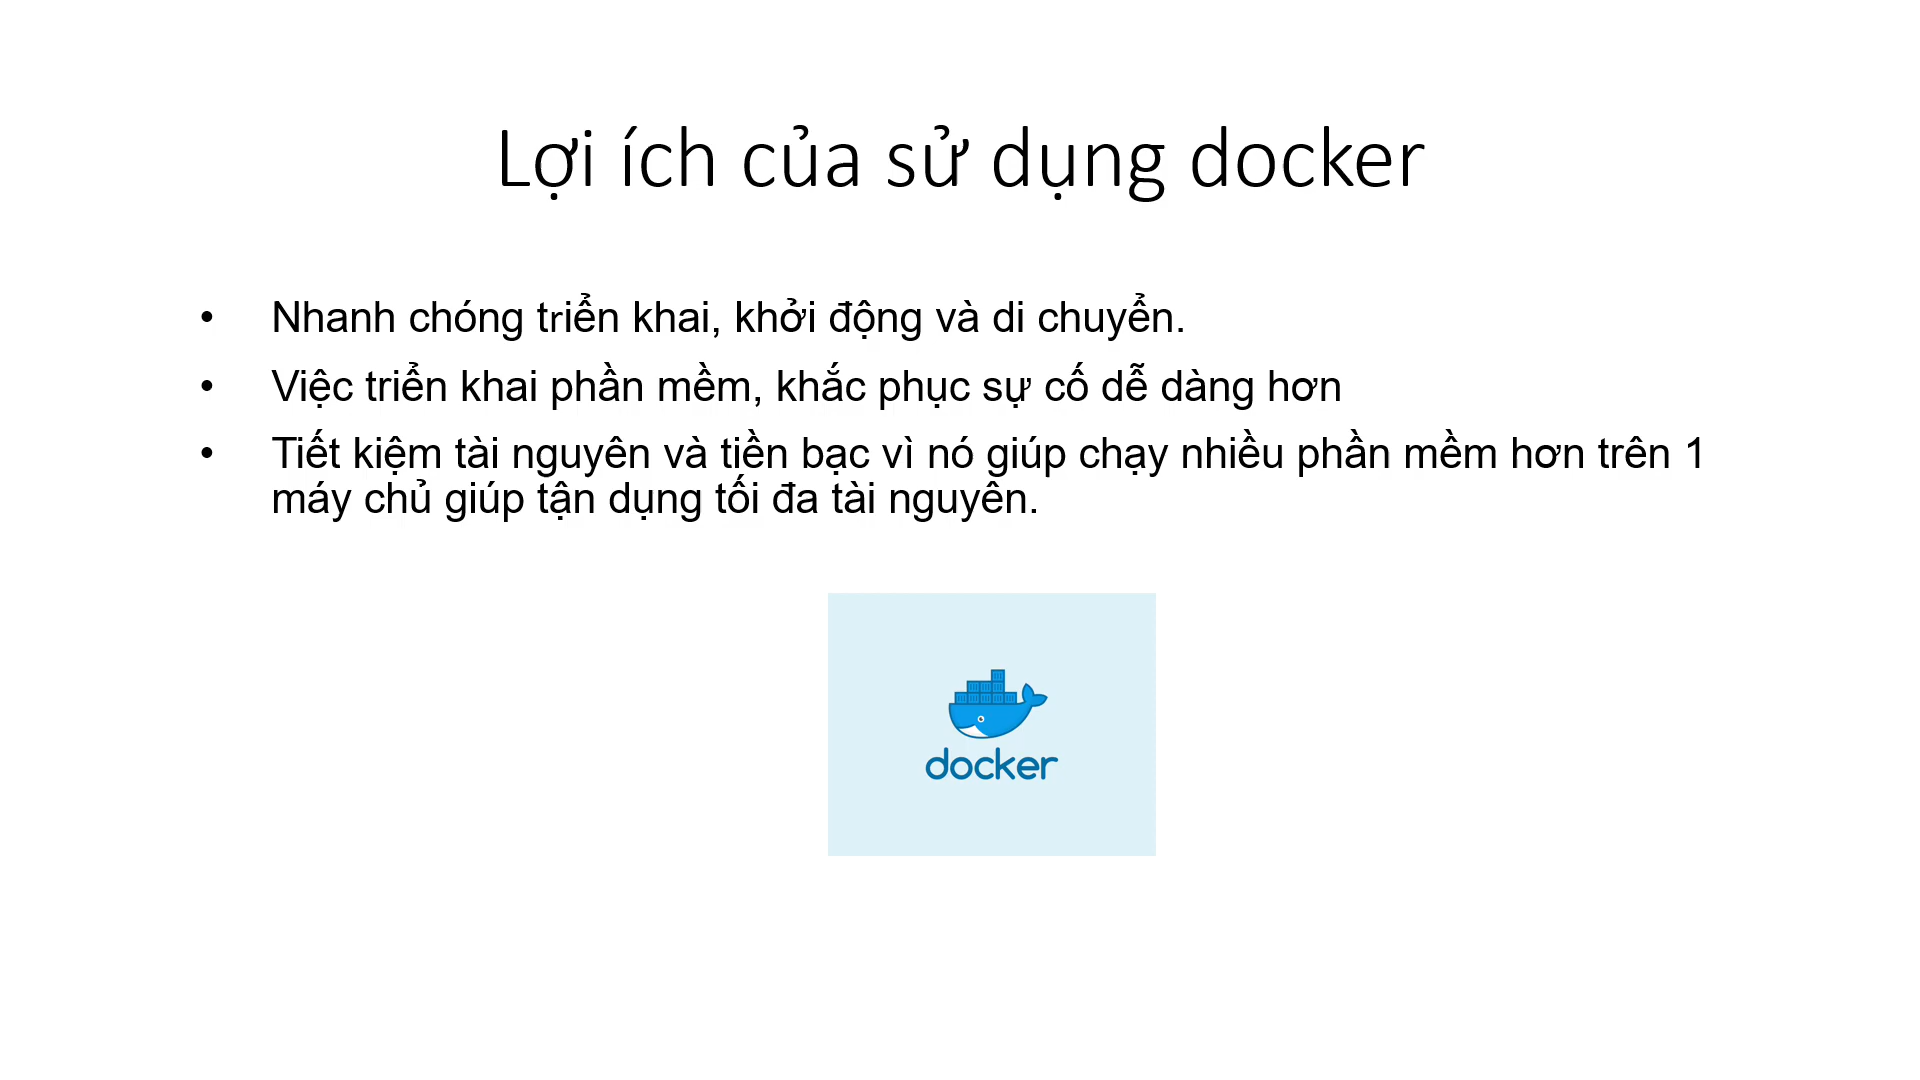 Lợi ích của sử dụng docker
• Nhanh chóng triển khai, khởi động và di chuyển.
• Việc triển khai phần mềm, khắc phục sự cố dễ dàng hơn
• Tiết kiệm tài nguyên và tiền bạc vì nó giúp chạy nhiều phần mềm hơn trên 1
máy chủ giúp tận dụng tối đa tài nguyên.
docker